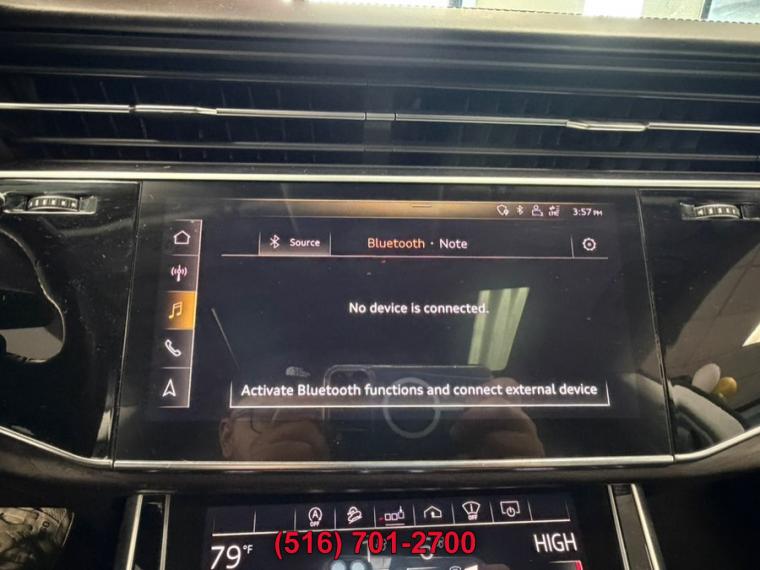 3:57 PM
Source
Bluetooth · Note
No device is connected.
Activate Bluetooth functions and connect external device
OFF
OFF
79°F
HIGH
(516) 701-2700